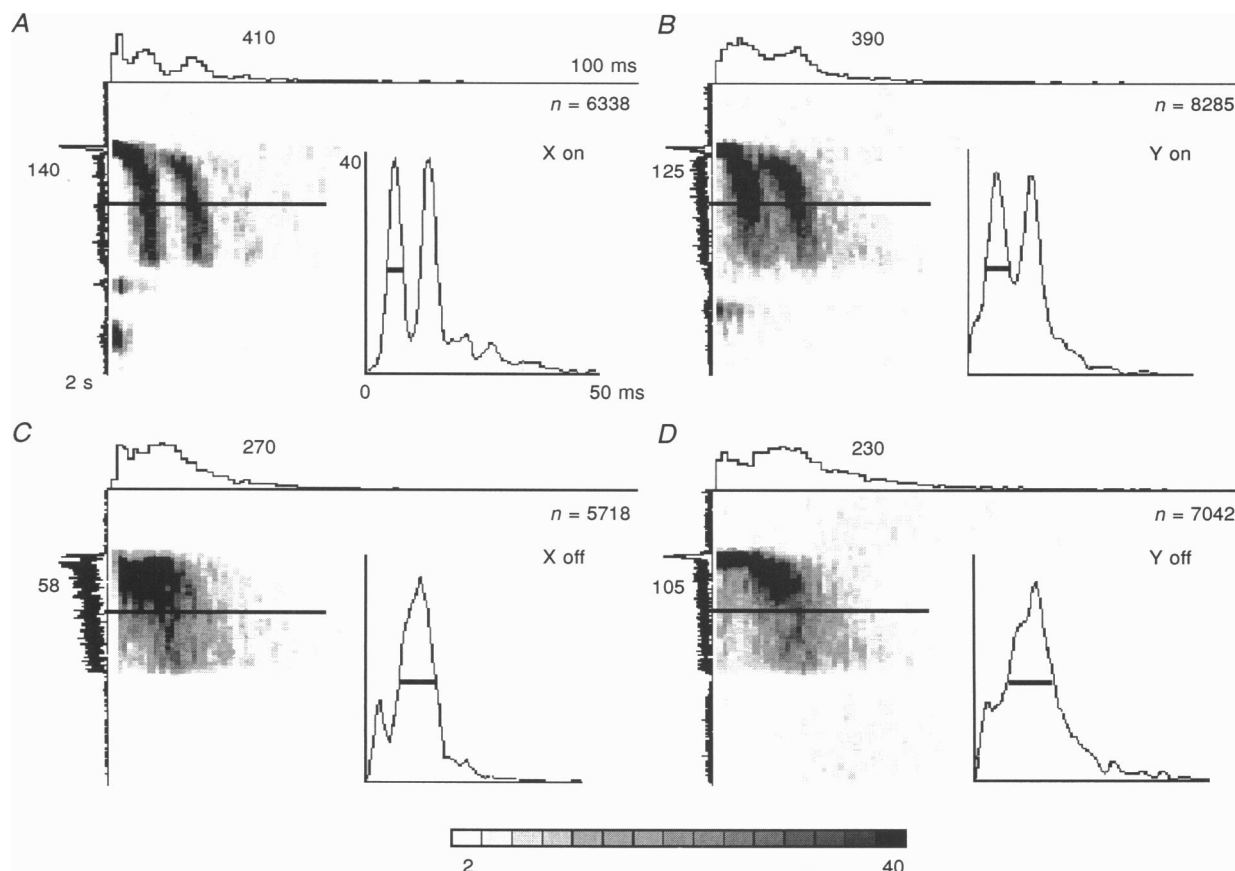 A
410
100 ms
n = 6338
X on
140
40
2 s
0
50 ms
B
390
n = 8285
Y on
125
C
270
n = 5718
X off
58
D
230
n = 7042
Y off
105
2
40